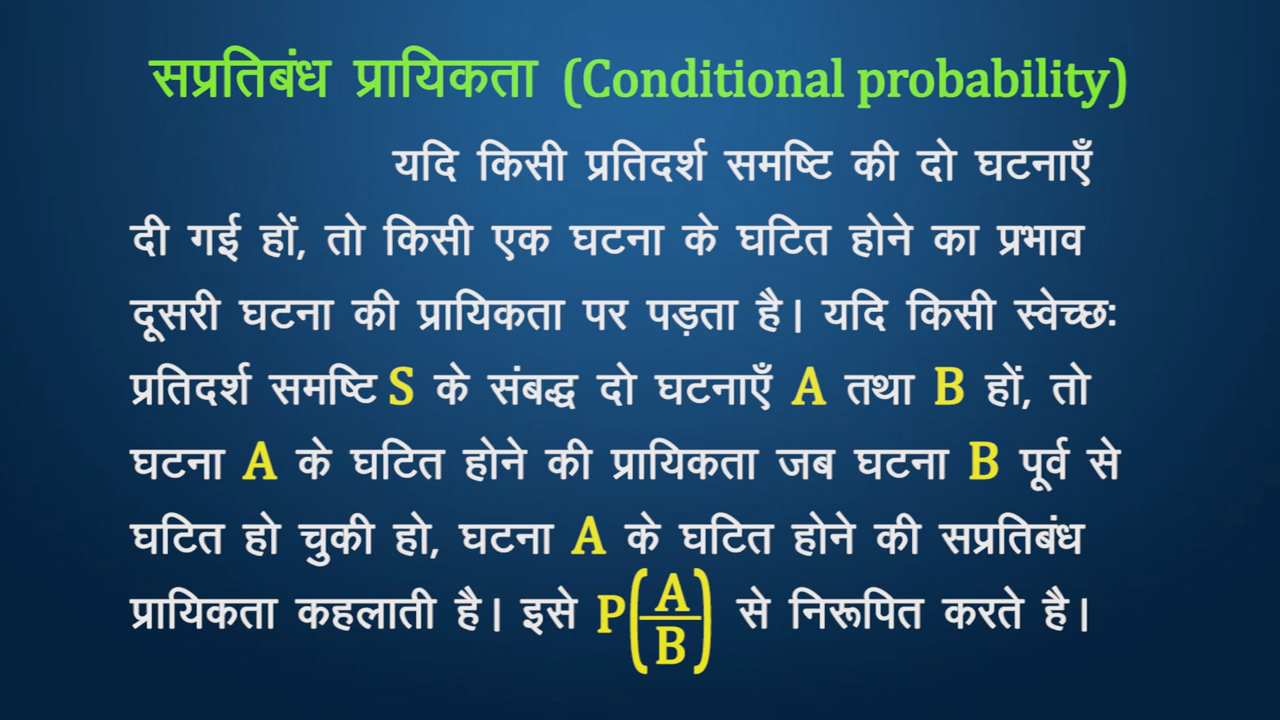 सप्रतिबंध प्रायिकता (Conditional probability)
यदि किसी प्रतिदर्श समष्टि की दो घटनाएँ
दी गई हों, तो किसी एक घटना के घटित होने का प्रभाव
दूसरी घटना की प्रायिकता पर पड़ता है। यदि किसी स्वेच्छः
प्रतिदर्श समष्टि S के संबद्ध दो घटनाएँ A तथा B हों, तो
घटना A के घटित होने की प्रायिकता जब घटना B पूर्व से
घटित हो चुकी हो, घटना A के घटित होने की सप्रतिबंध
प्रायिकता कहलाती है। इसे P(A/B) से निरूपित करते है।